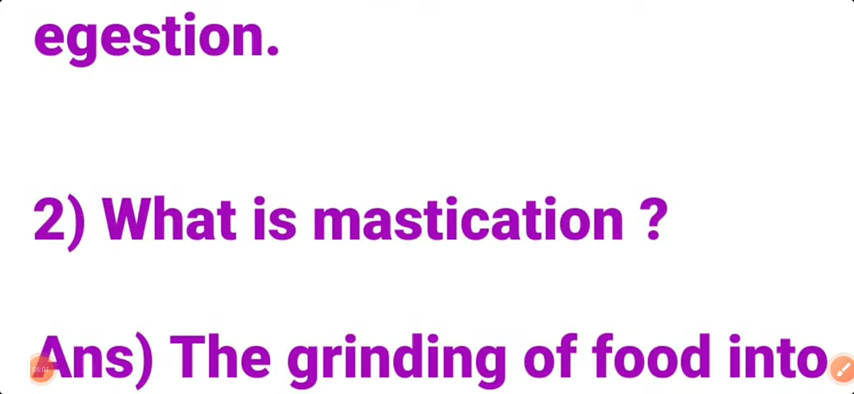 egestion.
2) What is mastication ?
Ans) The grinding of food into